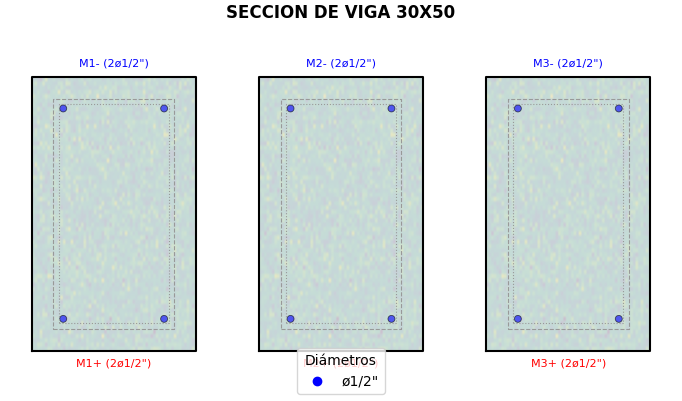 SECCION DE VIGA 30X50
M1- (2ø1/2")
M2- (2ø1/2")
M3- (2ø1/2")
M1+ (2ø1/2")
M3+ (2ø1/2")
Diámetros
ø1/2"